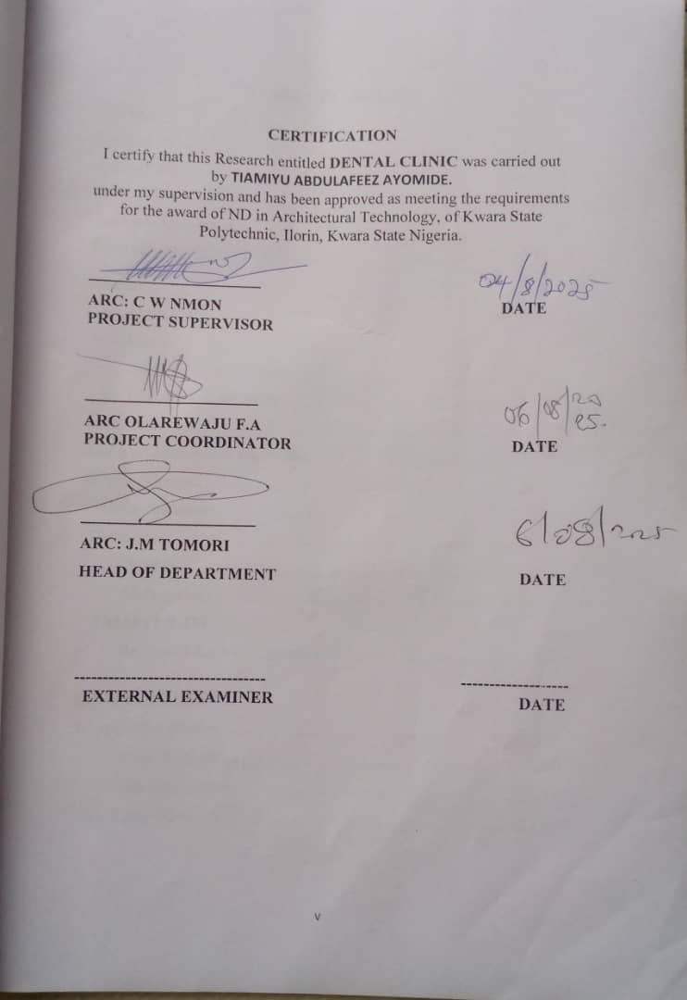 CERTIFICATION
I certify that this Research entitled DENTAL CLINIC was carried out
by TIAMIYU ABDULAFEEZ AYOMIDE.
under my supervision and has been approved as meeting the requirements
for the award of ND in Architectural Technology, of Kwara State
Polytechnic, Ilorin, Kwara State Nigeria.
04/8/2025
ARC: C W NMON
DATE
PROJECT SUPERVISOR
06/08/20
25.
ARC OLAREWAJU F.A
PROJECT COORDINATOR
DATE
6/08/2025
ARC: J.M TOMORI
HEAD OF DEPARTMENT
DATE
EXTERNAL EXAMINER
DATE
v